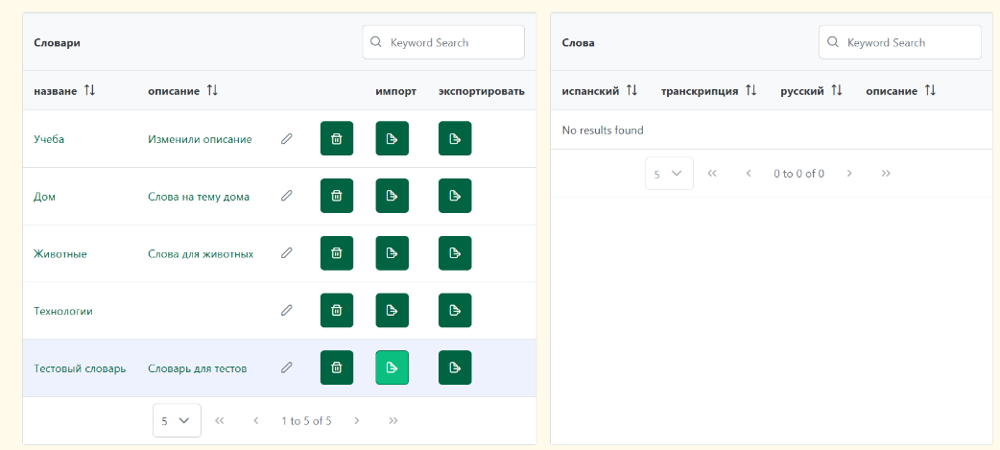 Словари
Keyword Search
назване описание импорт экспортировать
Учеба Изменили описание
Дом Слова на тему дома
Животные Слова для животных
Технологии
Тестовый словарь Словарь для тестов
5 1 to 5 of 5
Слова
Keyword Search
испанский транскрипция русский описание
No results found
5 0 to 0 of 0